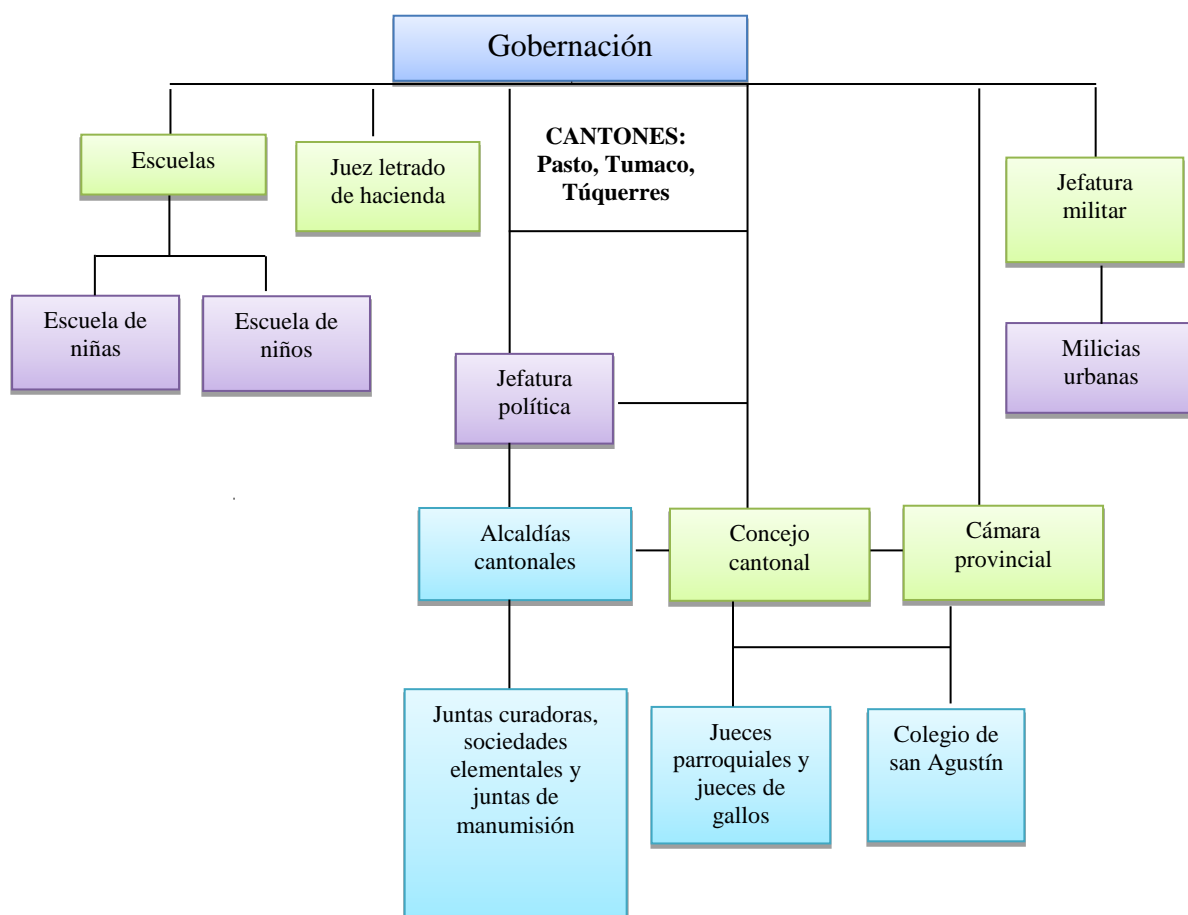 Gobernación
Escuelas
Juez letrado
de hacienda
CANTONES:
Pasto, Tumaco,
Túquerres
Jefatura
militar
Escuela de
niñas
Escuela de
niños
Jefatura
política
Milicias
urbanas
Alcaldías
cantonales
Concejo
cantonal
Cámara
provincial
Juntas curadoras,
sociedades
elementales y
juntas de
manumisión
Jueces
parroquiales y
jueces de
gallos
Colegio de
san Agustín